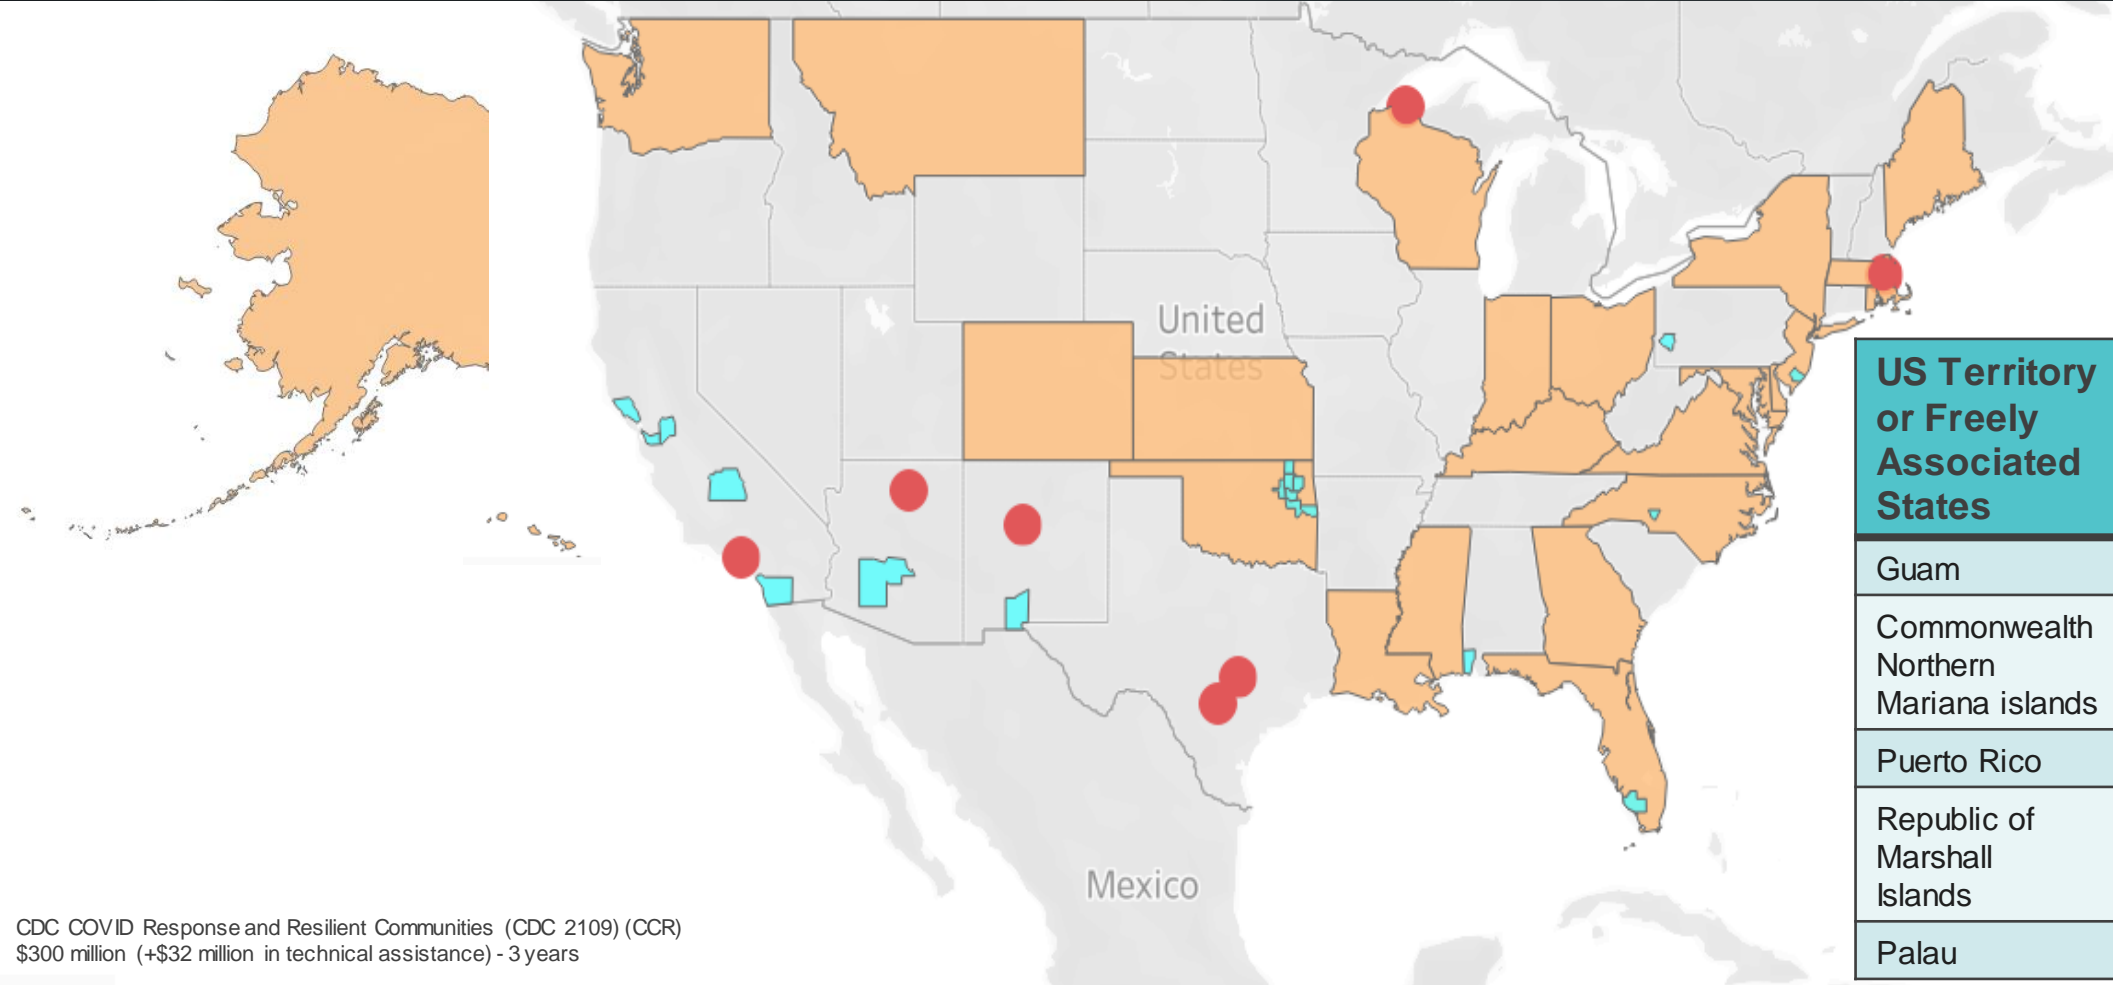 United
States
Mexico
US Territory
or Freely
Associated
States
Guam
Commonwealth
Northern
Mariana islands
Puerto Rico
Republic of
Marshall
Islands
Palau
CDC COVID Response and Resilient Communities (CDC 2109) (CCR)
$300 million (+$32 million in technical assistance) - 3 years